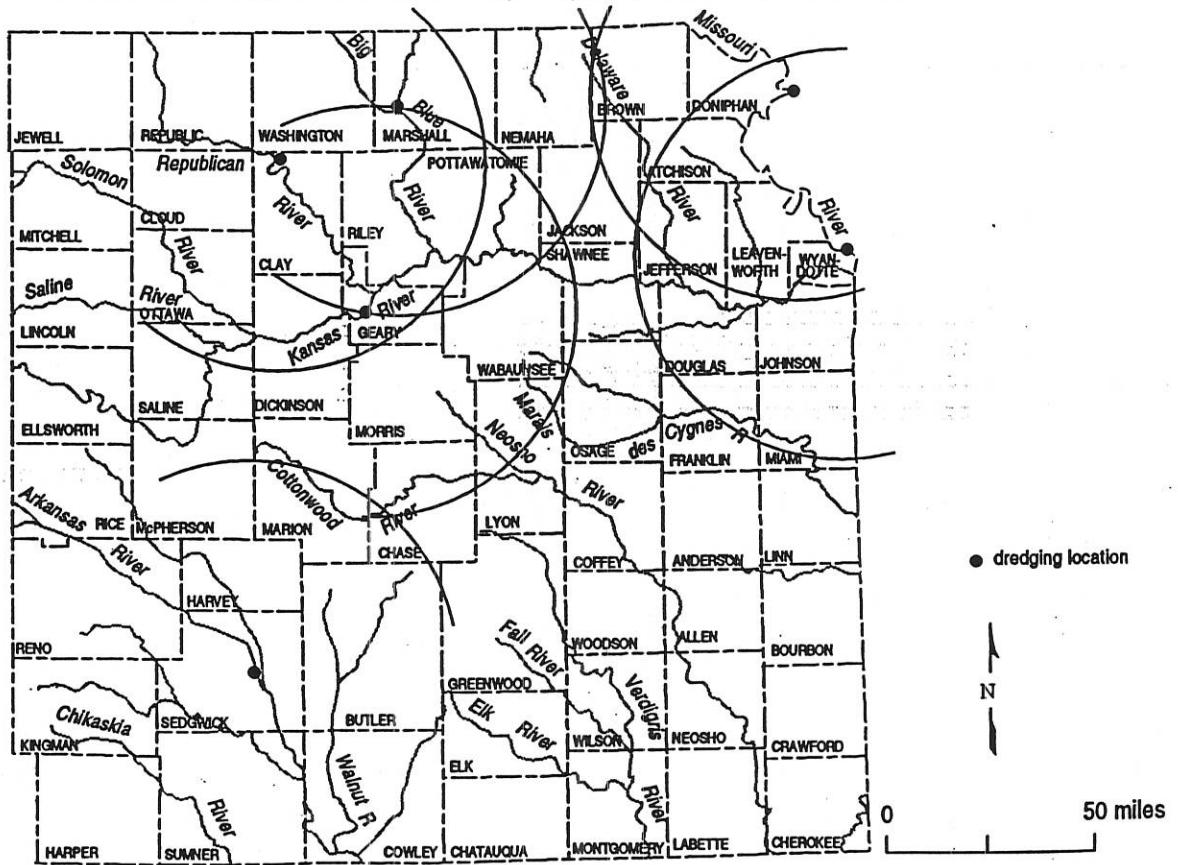 Missouri
Big
Delaware
Blue
BROWN
DONIPHAN
JEWELL
REPUBLIC
WASHINGTON
MARSHALL
NEMAHA
Republican
POTTAWATOMIE
Solomon
ATCHISON
River
River
River
River
CLOUD
RILEY
JACKSON
MITCHELL
River
SHAWNEE
CLAY
JEFFERSON
LEAVEN-
WORTH
WYAN-
DOTTE
Saline
River
OTTAWA
River
LINCOLN
Kansas
GEARY
WABAUNSEE
DOUGLAS
JOHNSON
SALINE
DICKINSON
MORRIS
Marais
Neosho
des
Cygnes R
ELLSWORTH
OSAGE
FRANKLIN
MIAMI
Cottonwood
River
Arkansas
River
RICE
McPHERSON
MARION
River
LYON
CHASE
COFFEY
ANDERSON
LINN
dredging location
HARVEY
RENO
WOODSON
ALLEN
BOURBON
Fall River
N
GREENWOOD
Verdigris
Chikaskia
SEDGWICK
BUTLER
Elk
River
KINGMAN
WILSON
NEOSHO
CRAWFORD
Walnut R
ELK
River
River
0
50 miles
HARPER
SUMNER
COWLEY
CHATAUQUA
MONTGOMERY
LABETTE
CHEROKEE